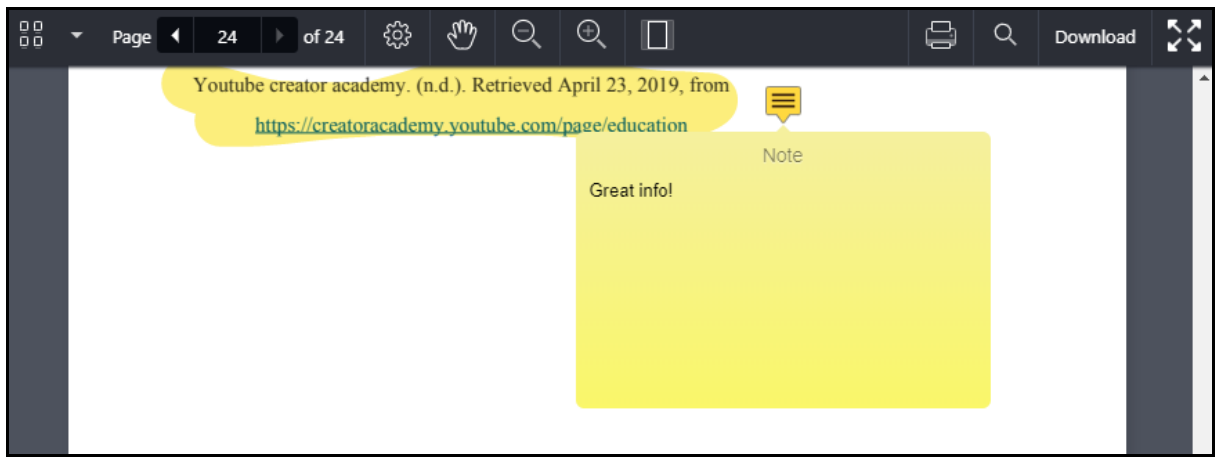 Page 24 of 24 Download
Youtube creator academy. (n.d.). Retrieved April 23, 2019, from
https://creatoracademy.youtube.com/page/education
Note
Great info!